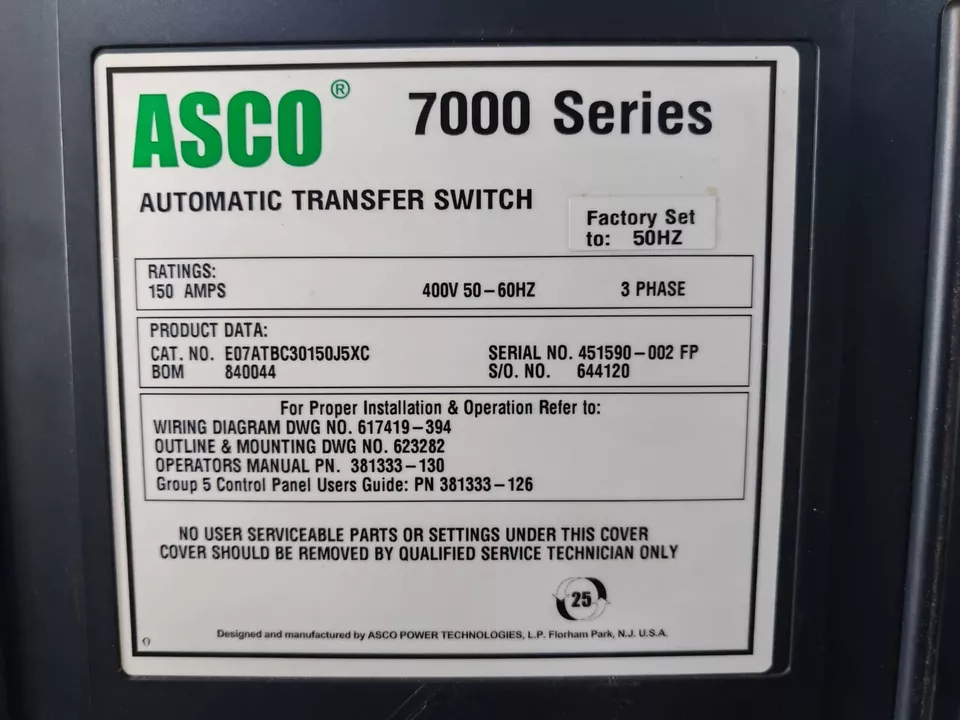 ASCO® 7000 Series
AUTOMATIC TRANSFER SWITCH
Factory Set
to: 50HZ
RATINGS:
150 AMPS 400V 50-60HZ 3 PHASE
PRODUCT DATA:
CAT. NO. E07ATBC30150J5XC SERIAL NO. 451590-002 FP
BOM 840044 S/O. NO. 644120
For Proper Installation & Operation Refer to:
WIRING DIAGRAM DWG NO. 617419-394
OUTLINE & MOUNTING DWG NO. 623282
OPERATORS MANUAL PN. 381333-130
Group 5 Control Panel Users Guide: PN 381333-126
NO USER SERVICEABLE PARTS OR SETTINGS UNDER THIS COVER
COVER SHOULD BE REMOVED BY QUALIFIED SERVICE TECHNICIAN ONLY
25
Designed and manufactured by ASCO POWER TECHNOLOGIES, L.P. Florham Park, N.J. U.S.A.